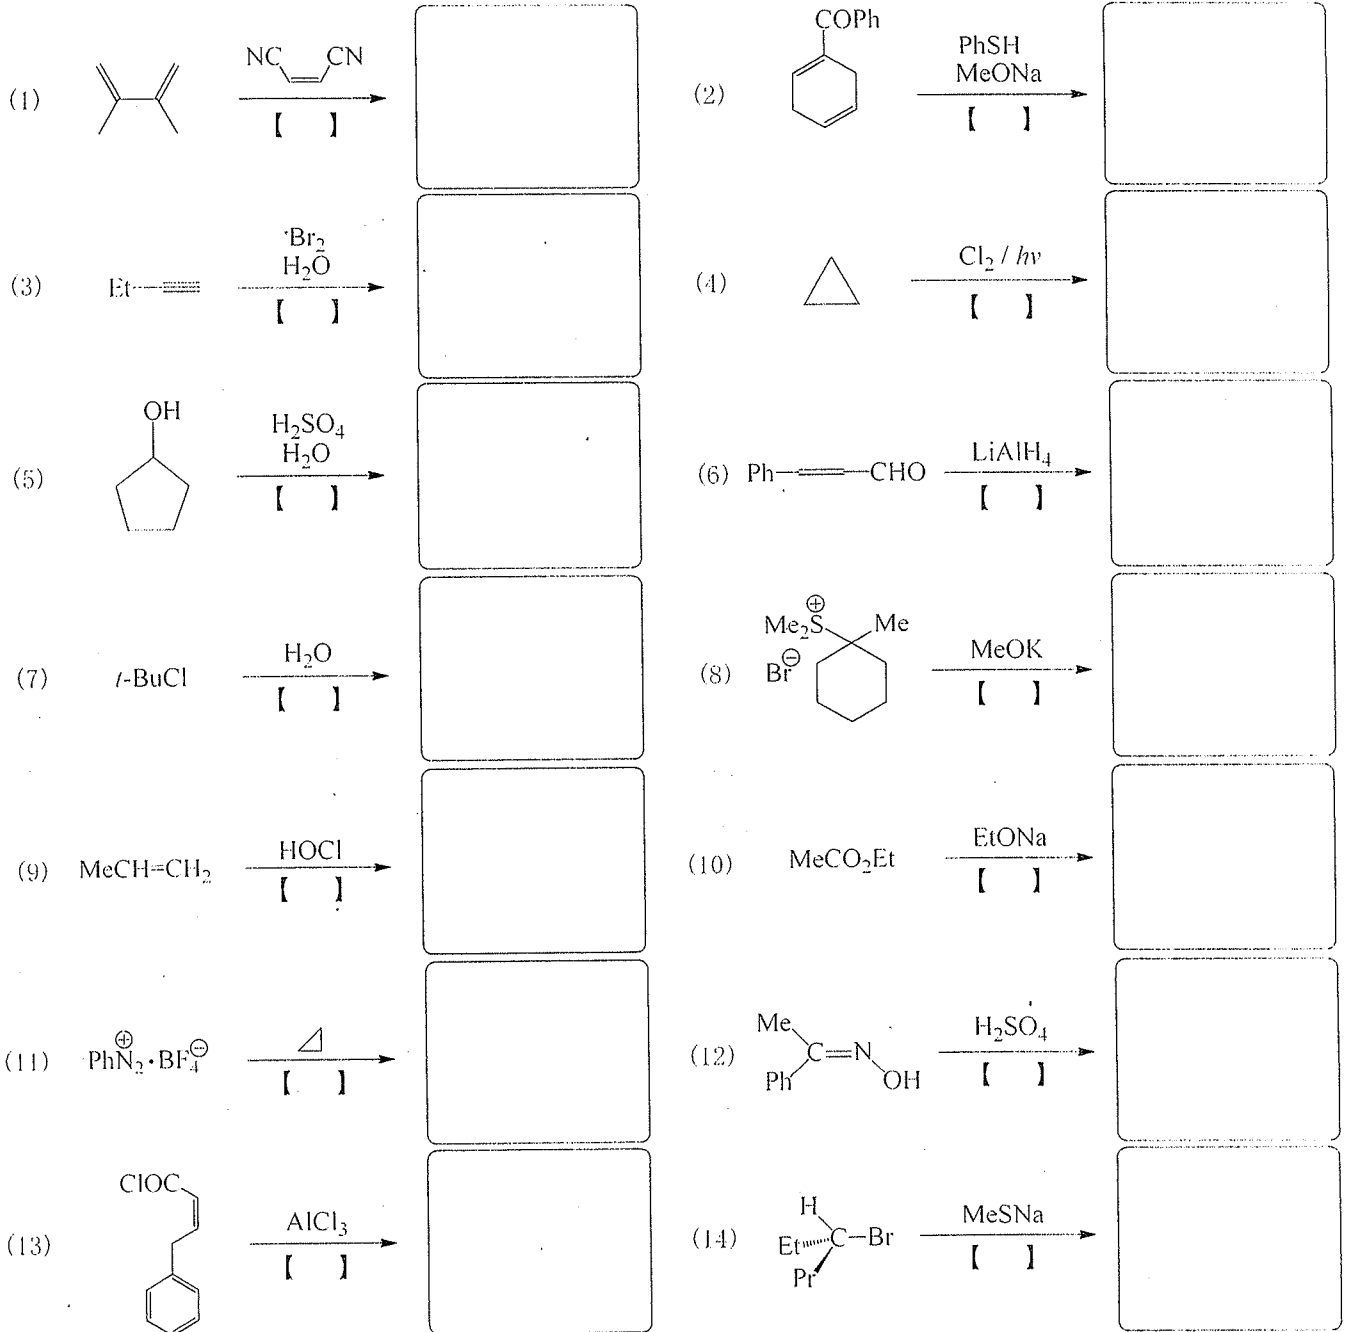 (1) NC CN 【 】
(2) COPh PhSH MeONa 【 】
(3) Et Br₂ H₂O 【 】
(4) Cl₂ / hν 【 】
(5) OH H₂SO₄ H₂O 【 】
(6) Ph CHO LiAlH₄ 【 】
(7) t-BuCl H₂O 【 】
(8) Me₂S⊕ Me Br⊖ MeOK 【 】
(9) MeCH=CH₂ HOCl 【 】
(10) MeCO₂Et EtONa 【 】
(11) PhN₂⊕·BF₄⊖ 【 】
(12) Me Ph C=N OH H₂SO₄ 【 】
(13) ClOC AlCl₃ 【 】
(14) H Et C Br Pr MeSNa 【 】